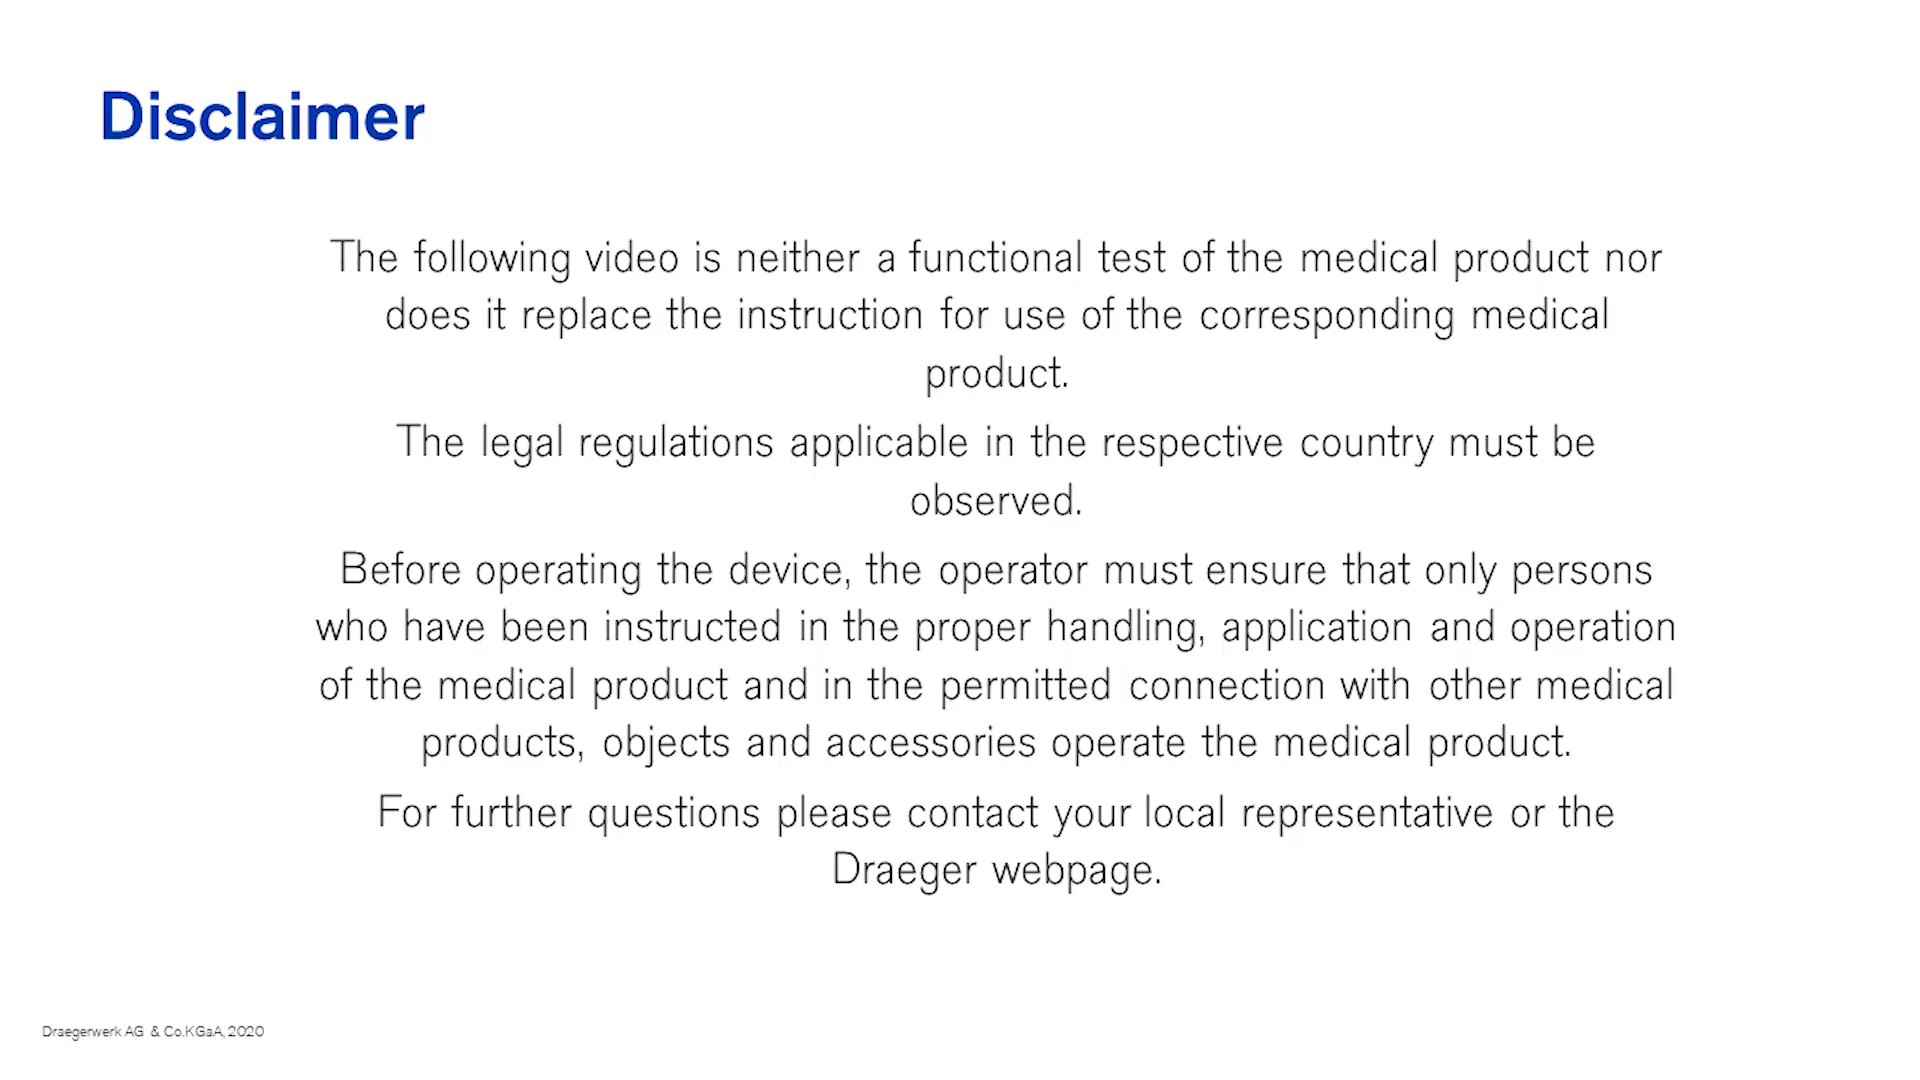 Disclaimer
The following video is neither a functional test of the medical product nor
does it replace the instruction for use of the corresponding medical
product.
The legal regulations applicable in the respective country must be
observed.
Before operating the device, the operator must ensure that only persons
who have been instructed in the proper handling, application and operation
of the medical product and in the permitted connection with other medical
products, objects and accessories operate the medical product.
For further questions please contact your local representative or the
Draeger webpage.
Draegerwerk AG & Co.KGaA, 2020